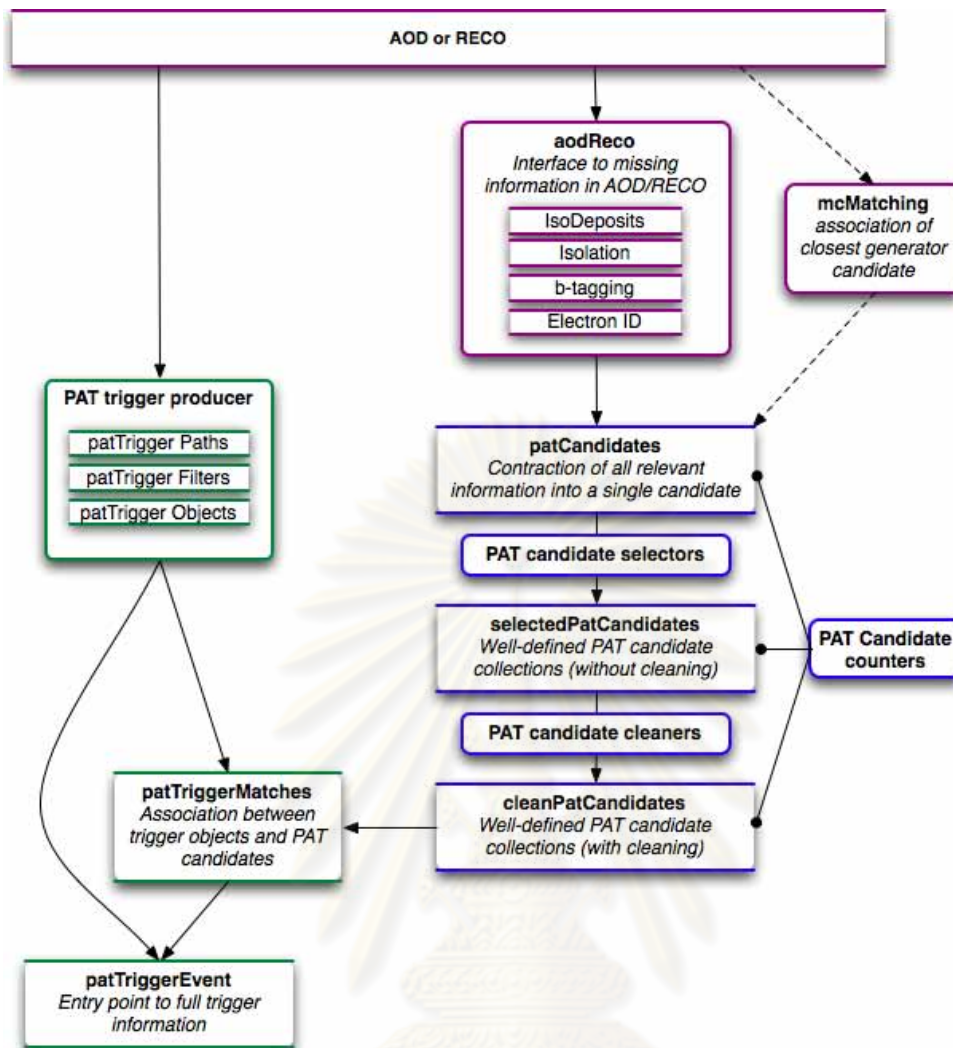 AOD or RECO
aodReco
Interface to missing
information in AOD/RECO
IsoDeposits
Isolation
b-tagging
Electron ID
mcMatching
association of
closest generator
candidate
PAT trigger producer
patTrigger Paths
patTrigger Filters
patTrigger Objects
patCandidates
Contraction of all relevant
information into a single candidate
PAT candidate selectors
selectedPatCandidates
Well-defined PAT candidate
collections (without cleaning)
PAT Candidate
counters
PAT candidate cleaners
cleanPatCandidates
Well-defined PAT candidate
collections (with cleaning)
patTriggerMatches
Association between
trigger objects and PAT
candidates
patTriggerEvent
Entry point to full trigger
information